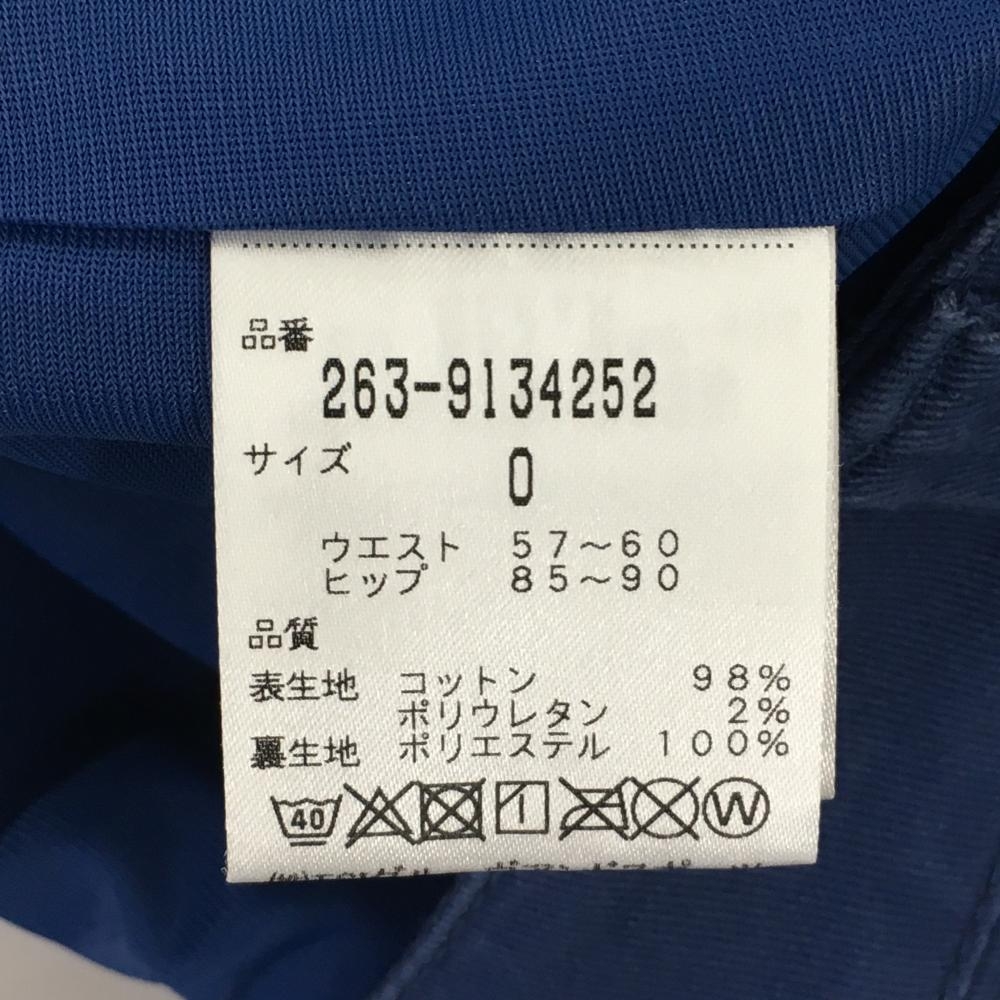 品番
263-9134252
サイズ
0
ウエスト 57~60
ヒップ 85~90
品質
表生地 コットン 98%
ポリウレタン 2%
裏生地 ポリエステル 100%
40 W